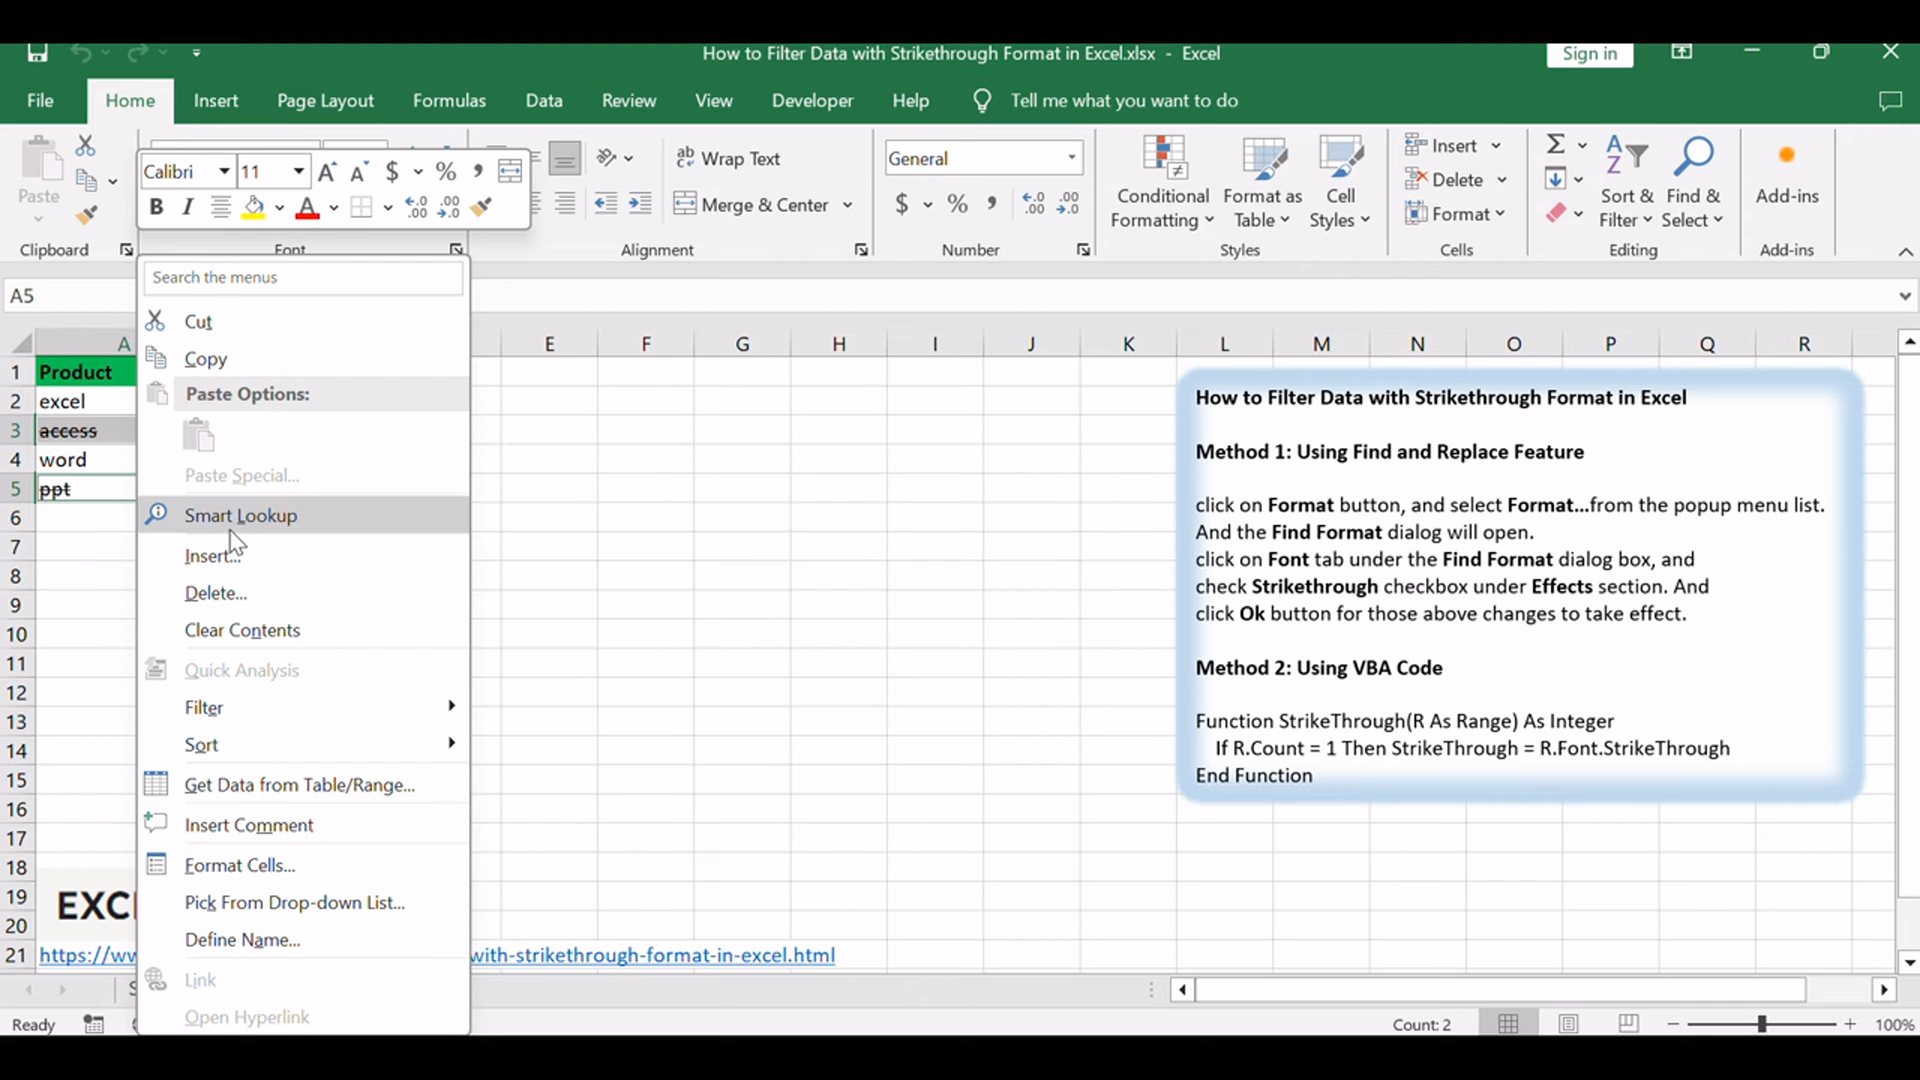 How to Filter Data with Strikethrough Format in Excel.xlsx - Excel
Sign in
File Home Insert Page Layout Formulas Data Review View Developer Help Tell me what you want to do
Paste
Calibri 11
$ % ,
B I A
Wrap Text
Merge & Center
General
$ % ,
Conditional Formatting
Format as Table
Cell Styles
Insert
Delete
Format
Sort & Filter
Find & Select
Add-ins
Clipboard Font Alignment Number Styles Cells Editing Add-ins
A5
A E F G H I J K L M N O P Q R
1 Product
2 excel
3 access
4 word
5 ppt
6
7
8
9
10
11
12
13
14
15
16
17
18
19
20
21
Search the menus
Cut
Copy
Paste Options:
Paste Special...
Smart Lookup
Insert...
Delete...
Clear Contents
Quick Analysis
Filter
Sort
Get Data from Table/Range...
Insert Comment
Format Cells...
Pick From Drop-down List...
Define Name...
Link
Open Hyperlink
How to Filter Data with Strikethrough Format in Excel
Method 1: Using Find and Replace Feature
click on Format button, and select Format...from the popup menu list.
And the Find Format dialog will open.
click on Font tab under the Find Format dialog box, and
check Strikethrough checkbox under Effects section. And
click Ok button for those above changes to take effect.
Method 2: Using VBA Code
Function StrikeThrough(R As Range) As Integer
If R.Count = 1 Then StrikeThrough = R.Font.StrikeThrough
End Function
with-strikethrough-format-in-excel.html
Ready
Count: 2
100%